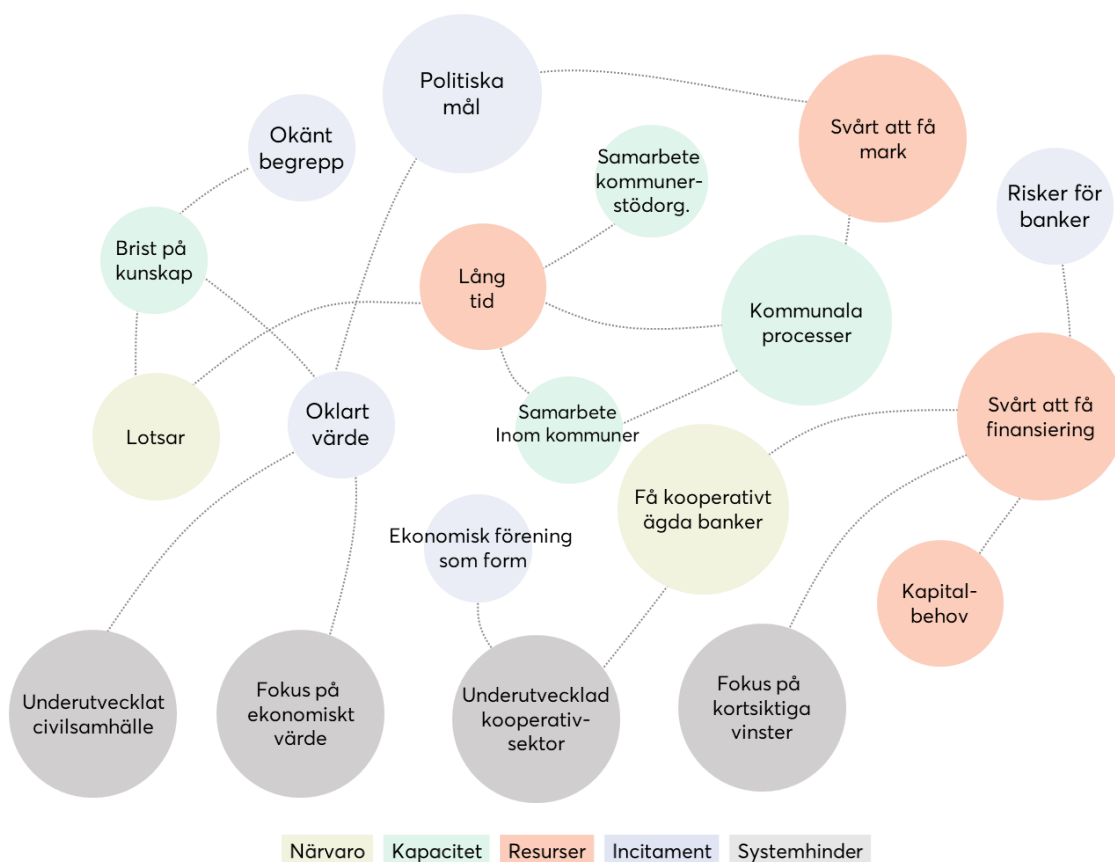 Politiska
mål
Okänt
begrepp
Svårt att få
mark
Samarbete
kommuner-
stödorg.
Risker för
banker
Brist på
kunskap
Lång
tid
Kommunala
processer
Lotsar
Oklart
värde
Samarbete
Inom kommuner
Svårt att få
finansiering
Få kooperativt
ägda banker
Ekonomisk förening
som form
Kapital-
behov
Underutvecklat
civilsamhälle
Fokus på
ekonomiskt
värde
Underutvecklad
kooperativ-
sektor
Fokus på
kortsiktiga
vinster
Närvaro
Kapacitet
Resurser
Incitament
Systemhinder